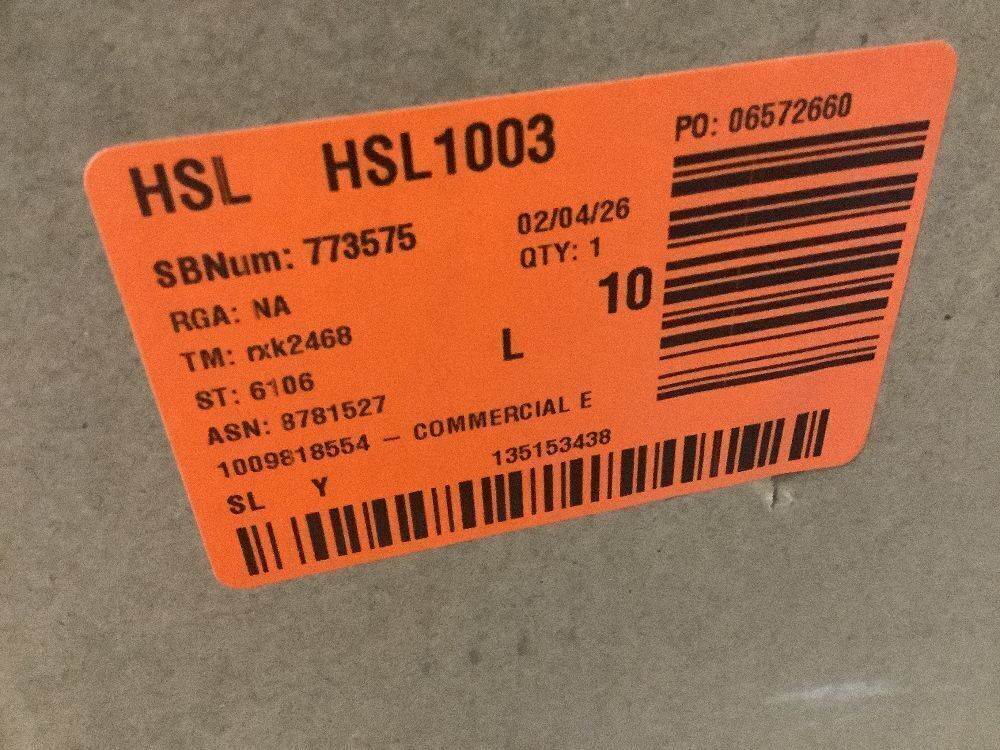 HSL HSL1003
PO: 06572660
SBNum: 773575 02/04/26
RGA: NA QTY: 1
10
TM: rxk2468 L
ST: 6106
ASN: 8781527
1009818554 – COMMERCIAL E
SL Y 135153438